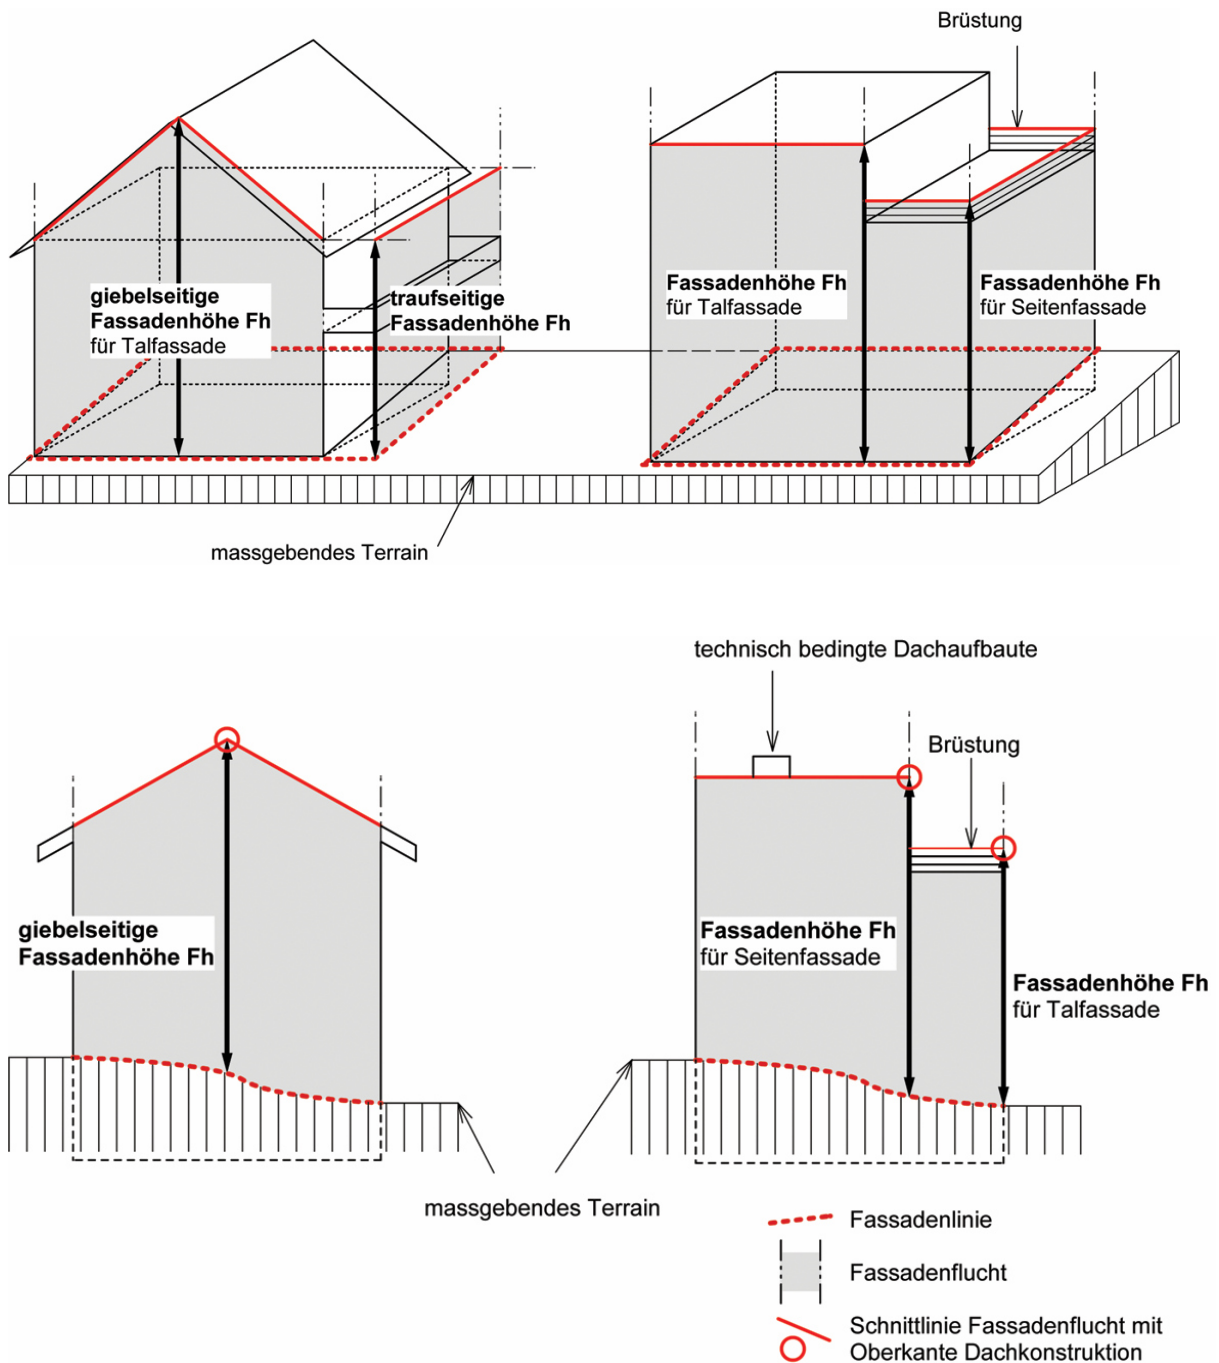 Brüstung
giebelseitige
Fassadenhöhe Fh
für Talfassade
traufseitige
Fassadenhöhe Fh
Fassadenhöhe Fh
für Talfassade
Fassadenhöhe Fh
für Seitenfassade
massgebendes Terrain
technisch bedingte Dachaufbaute
Brüstung
giebelseitige
Fassadenhöhe Fh
Fassadenhöhe Fh
für Seitenfassade
Fassadenhöhe Fh
für Talfassade
massgebendes Terrain
Fassadenlinie
Fassadenflucht
Schnittlinie Fassadenflucht mit
Oberkante Dachkonstruktion